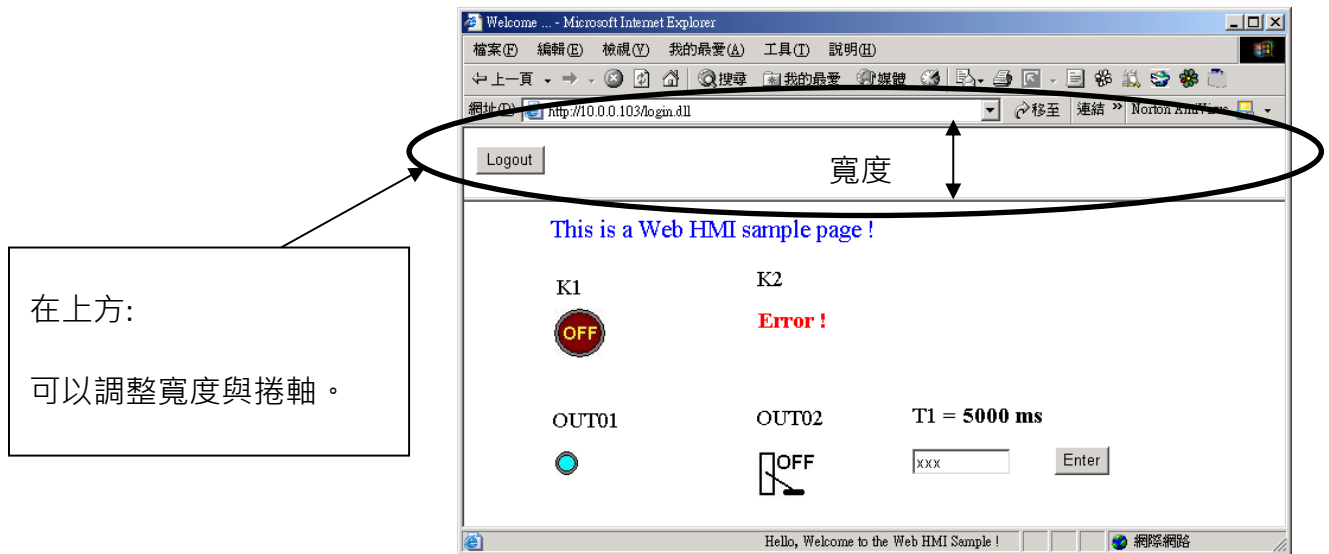 Welcome ... - Microsoft Internet Explorer
檔案(F) 編輯(E) 檢視(V) 我的最愛(A) 工具(T) 說明(H)
上一頁 搜尋 我的最愛 媒體
網址(D) http://10.0.0.103/login.dll 移至 連結 » Norton AntiVirus
Logout
寬度
This is a Web HMI sample page !
在上方:
可以調整寬度與捲軸。
K1
K2
OFF
Error !
OUT01
OUT02
T1 = 5000 ms
OFF
xxx
Enter
Hello, Welcome to the Web HMI Sample !
網際網路